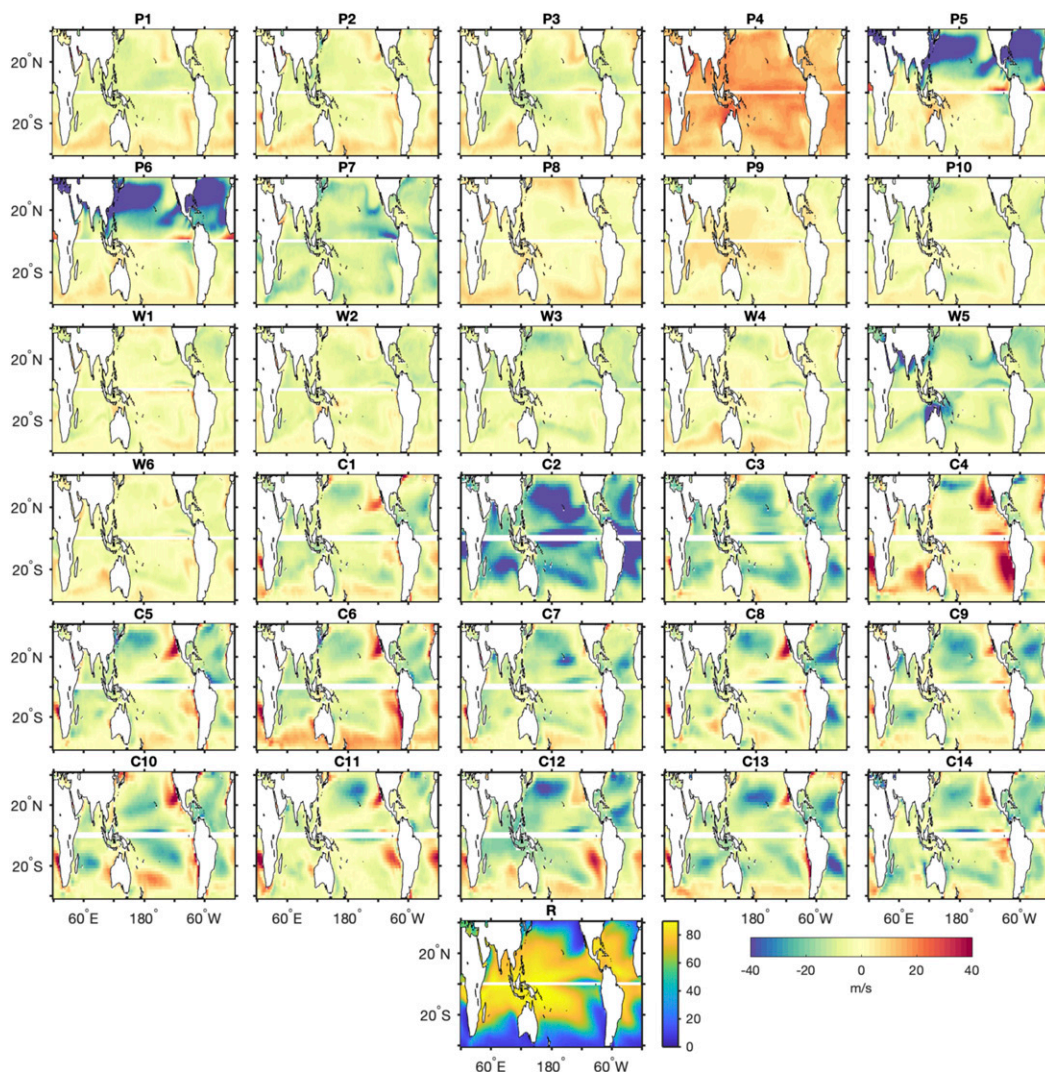 P1 P2 P3 P4 P5
20°N
20°S
P6 P7 P8 P9 P10
20°N
20°S
W1 W2 W3 W4 W5
20°N
20°S
W6 C1 C2 C3 C4
20°N
20°S
C5 C6 C7 C8 C9
20°N
20°S
C10 C11 C12 C13 C14
20°N
20°S
60°E 180° 60°W 60°E 180° 60°W 180° 60°W 60°E 180° 60°W
R
20°N
20°S
60°E 180° 60°W
80
60
40
20
0
-40 -20 0 20 40
m/s